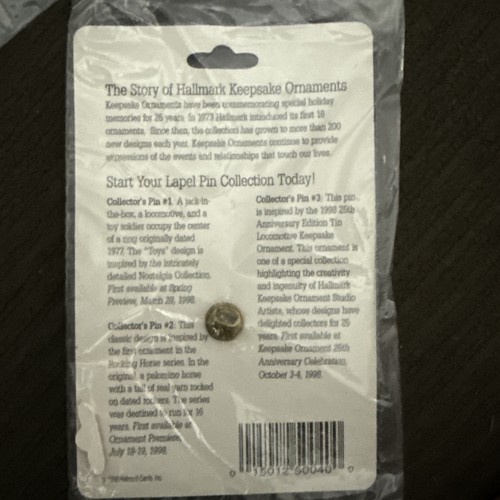 The Story of Hallmark Keepsake Ornaments
Keepsake Ornaments have been commemorating special holiday
memories for 25 years. In 1973 Hallmark introduced its first 18
ornaments. Since then, the collection has grown to more than 200
new designs each year. Keepsake Ornaments continue to provide
expressions of the events and relationships that touch our lives.
Start Your Lapel Pin Collection Today!
Collector's Pin #1: A jack-in-
the-box, a locomotive, and a
toy soldier occupy the center
of a ring originally dated
1977. The "Toys" design is
inspired by the intricately
detailed Nostalgia Collection.
First available at Spring
Preview, March 28, 1998.
Collector's Pin #2: This
classic design is inspired by
the first ornament in the
Rocking Horse series. In the
original, a palomino horse
with a tail of real yarn rocked
on dated rockers. The series
was destined to run for 16
years. First available at
Ornament Premiere,
July 18-19, 1998.
Collector's Pin #3: This pin
is inspired by the 1998 25th
Anniversary Edition Tin
Locomotive Keepsake
Ornament. This ornament is
one of a special collection
highlighting the creativity
and ingenuity of Hallmark
Keepsake Ornament Studio
Artists, whose designs have
delighted collectors for 25
years. First available at
Keepsake Ornament 25th
Anniversary Celebration,
October 3-4, 1998.
1998 Hallmark Cards, Inc.
0 15012 50040 0